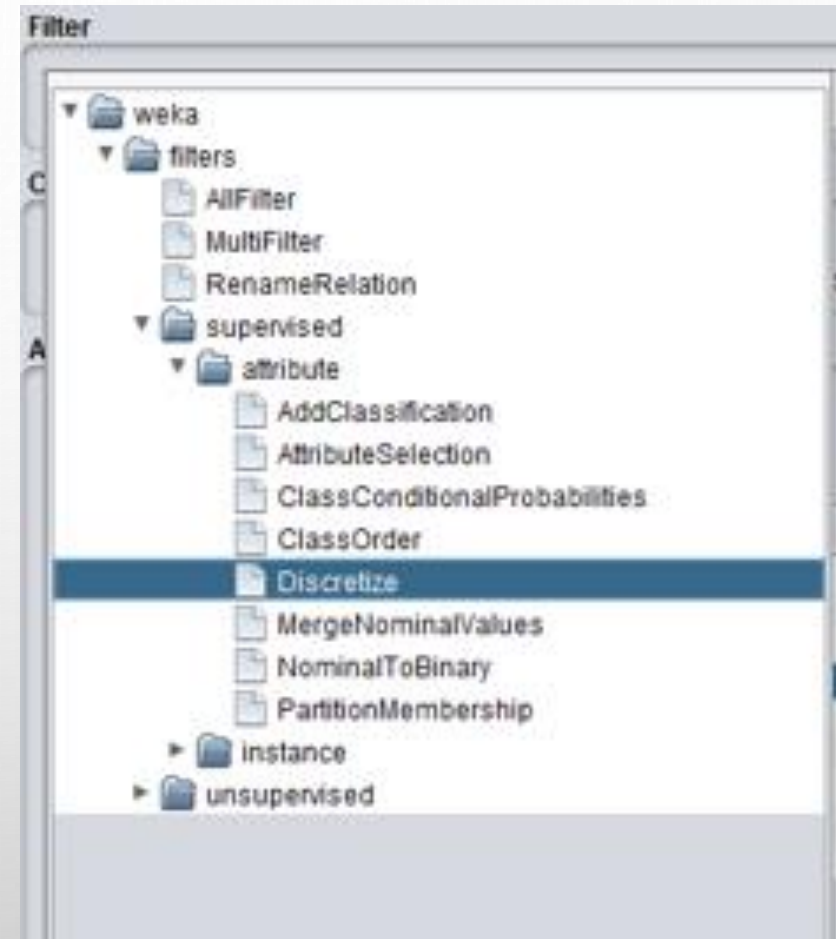 Filter
weka
filters
AllFilter
MultiFilter
RenameRelation
C
supervised
A
attribute
AddClassification
AttributeSelection
ClassConditionalProbabilities
ClassOrder
Discretize
MergeNominalValues
NominalToBinary
PartitionMembership
instance
unsupervised